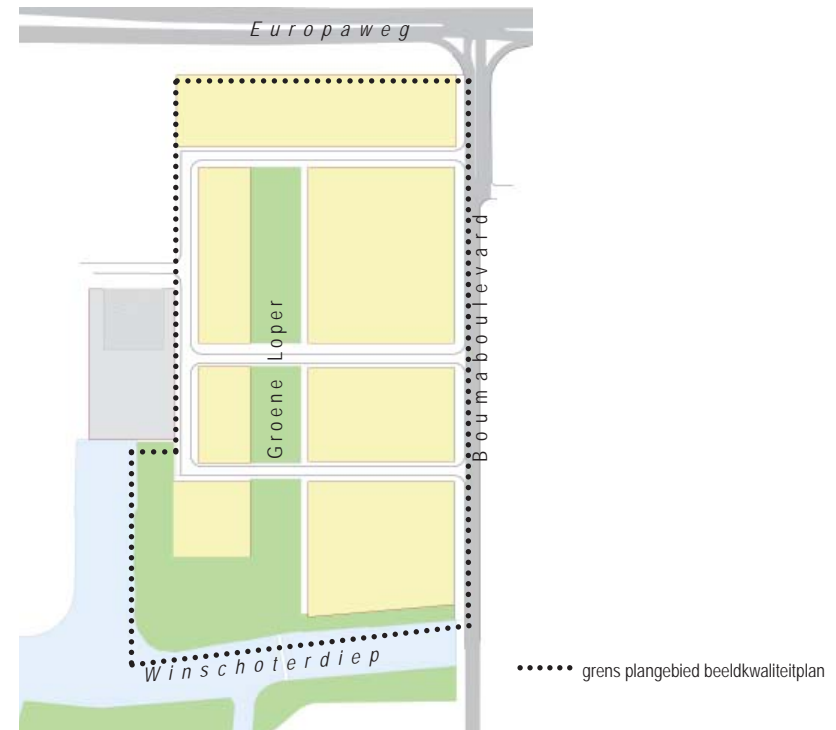 Europaweg
Groene Loper
Boumaboulevard
Winschoterdiep
grens plangebied beeldkwaliteitplan